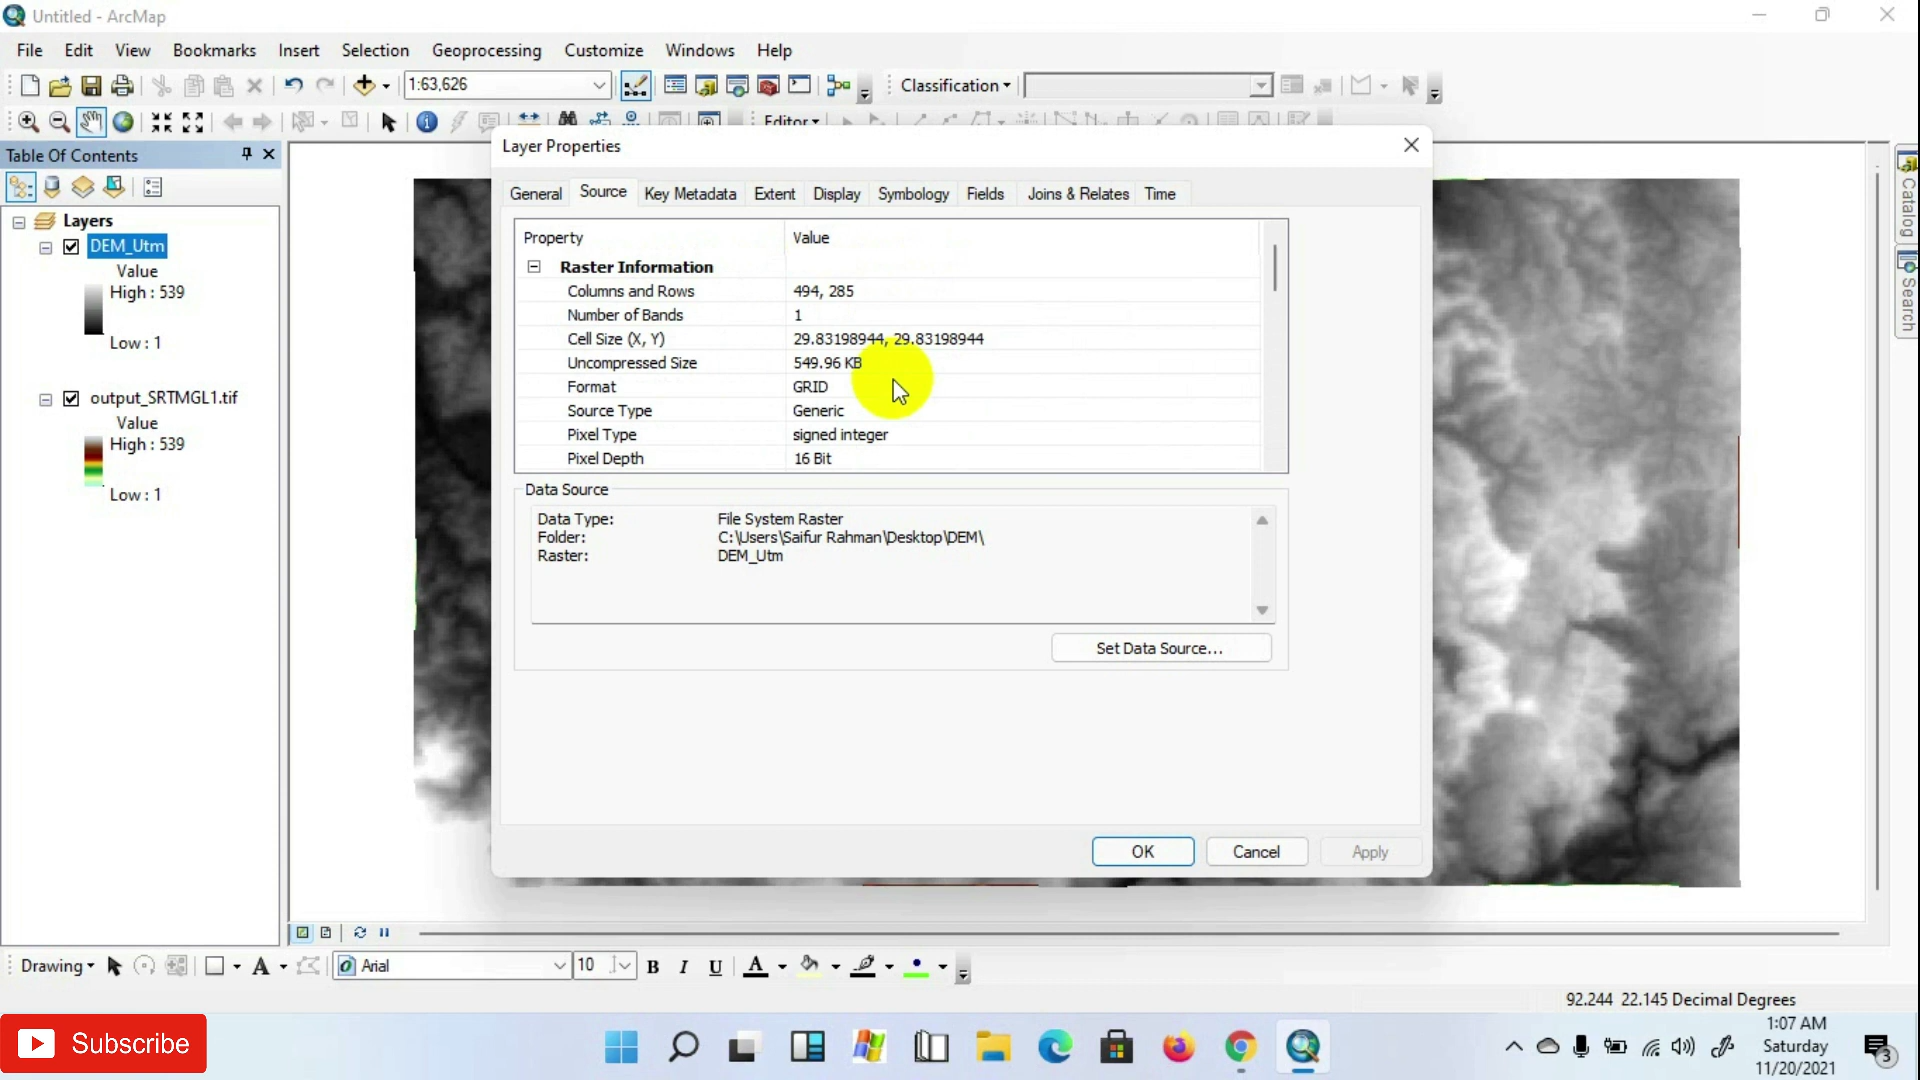 Untitled - ArcMap
File Edit View Bookmarks Insert Selection Geoprocessing Customize Windows Help
1:63,626
Classification
Editor
Table Of Contents
Layers
DEM_Utm
Value
High : 539
Low : 1
output_SRTMGL1.tif
Value
High : 539
Low : 1
Layer Properties
General Source Key Metadata Extent Display Symbology Fields Joins & Relates Time
Property Value
Raster Information
Columns and Rows 494, 285
Number of Bands 1
Cell Size (X, Y) 29.83198944, 29.83198944
Uncompressed Size 549.96 KB
Format GRID
Source Type Generic
Pixel Type signed integer
Pixel Depth 16 Bit
Data Source
Data Type: File System Raster
Folder: C:\Users\Saifur Rahman\Desktop\DEM\
Raster: DEM_Utm
Set Data Source...
OK Cancel Apply
Catalog
Search
Drawing A Arial 10 B I U A
92.244 22.145 Decimal Degrees
Subscribe
1:07 AM
Saturday
11/20/2021
3